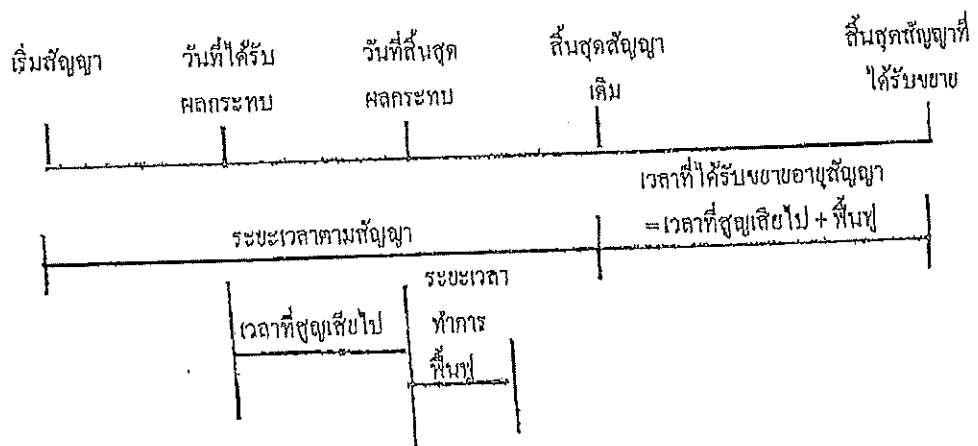 เริ่มสัญญา
วันที่ได้รับ
ผลกระทบ
วันที่สิ้นสุด
ผลกระทบ
สิ้นสุดสัญญา
เดิม
สิ้นสุดสัญญาที่
ได้รับขยาย
เวลาที่ได้รับขยายอายุสัญญา
=เวลาที่สูญเสียไป + ฟื้นฟู
ระยะเวลาตามสัญญา
เวลาที่สูญเสียไป
ระยะเวลา
ทำการ
ฟื้นฟู